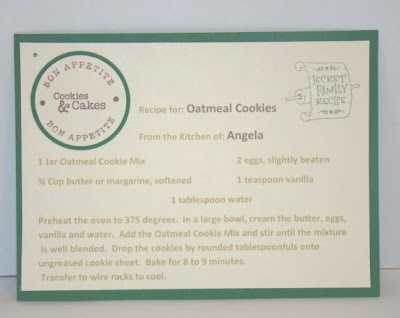 BON APPETITE
Cookies
& Cakes
BON APPETITE
SECRET
FAMILY
RECIPE
Recipe for: Oatmeal Cookies
From the Kitchen of: Angela
1 Jar Oatmeal Cookie Mix 2 eggs, slightly beaten
¾ Cup butter or margarine, softened 1 teaspoon vanilla
1 tablespoon water
Preheat the oven to 375 degrees. In a large bowl, cream the butter, eggs,
vanilla and water. Add the Oatmeal Cookie Mix and stir until the mixture
is well blended. Drop the cookies by rounded tablespoonfuls onto
ungreased cookie sheet. Bake for 8 to 9 minutes.
Transfer to wire racks to cool.